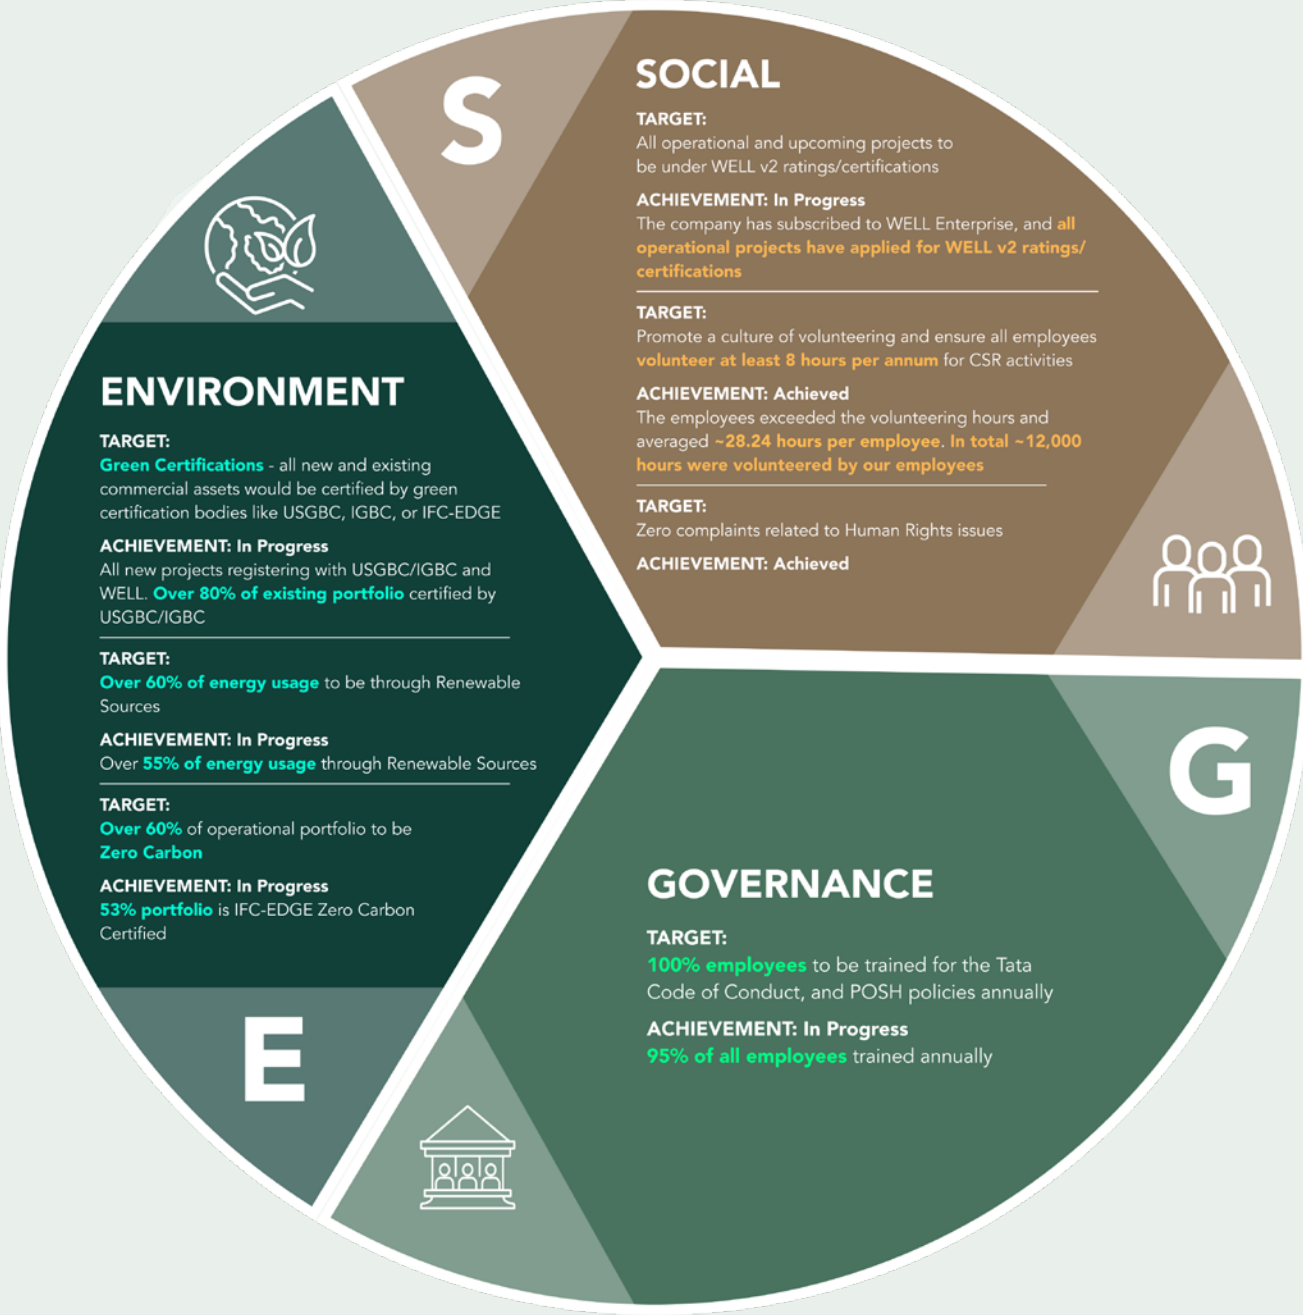 S
SOCIAL
TARGET:
All operational and upcoming projects to
be under WELL v2 ratings/certifications
ACHIEVEMENT: In Progress
The company has subscribed to WELL Enterprise, and all
operational projects have applied for WELL v2 ratings/
certifications
TARGET:
Promote a culture of volunteering and ensure all employees
volunteer at least 8 hours per annum for CSR activities
ACHIEVEMENT: Achieved
The employees exceeded the volunteering hours and
averaged ~28.24 hours per employee. In total ~12,000
hours were volunteered by our employees
TARGET:
Zero complaints related to Human Rights issues
ACHIEVEMENT: Achieved
ENVIRONMENT
TARGET:
Green Certifications - all new and existing
commercial assets would be certified by green
certification bodies like USGBC, IGBC, or IFC-EDGE
ACHIEVEMENT: In Progress
All new projects registering with USGBC/IGBC and
WELL. Over 80% of existing portfolio certified by
USGBC/IGBC
TARGET:
Over 60% of energy usage to be through Renewable
Sources
ACHIEVEMENT: In Progress
Over 55% of energy usage through Renewable Sources
TARGET:
Over 60% of operational portfolio to be
Zero Carbon
ACHIEVEMENT: In Progress
53% portfolio is IFC-EDGE Zero Carbon
Certified
E
G
GOVERNANCE
TARGET:
100% employees to be trained for the Tata
Code of Conduct, and POSH policies annually
ACHIEVEMENT: In Progress
95% of all employees trained annually